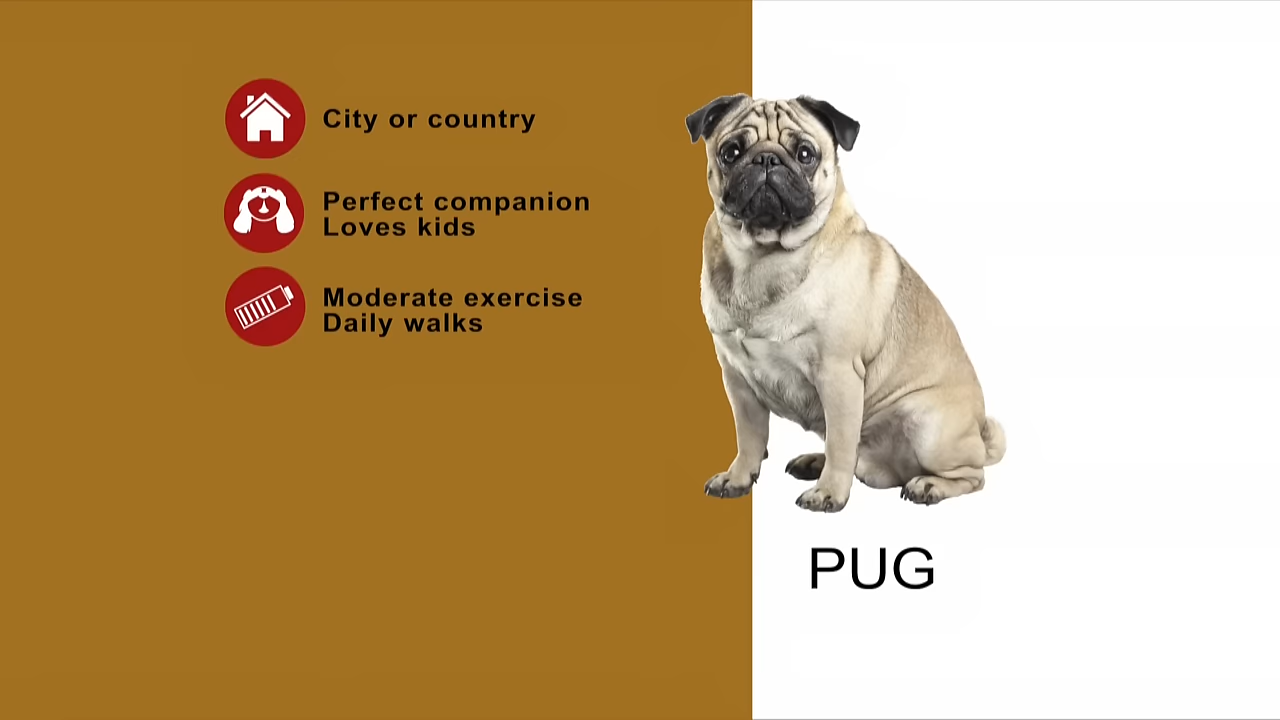 City or country
Perfect companion
Loves kids
Moderate exercise
Daily walks
PUG